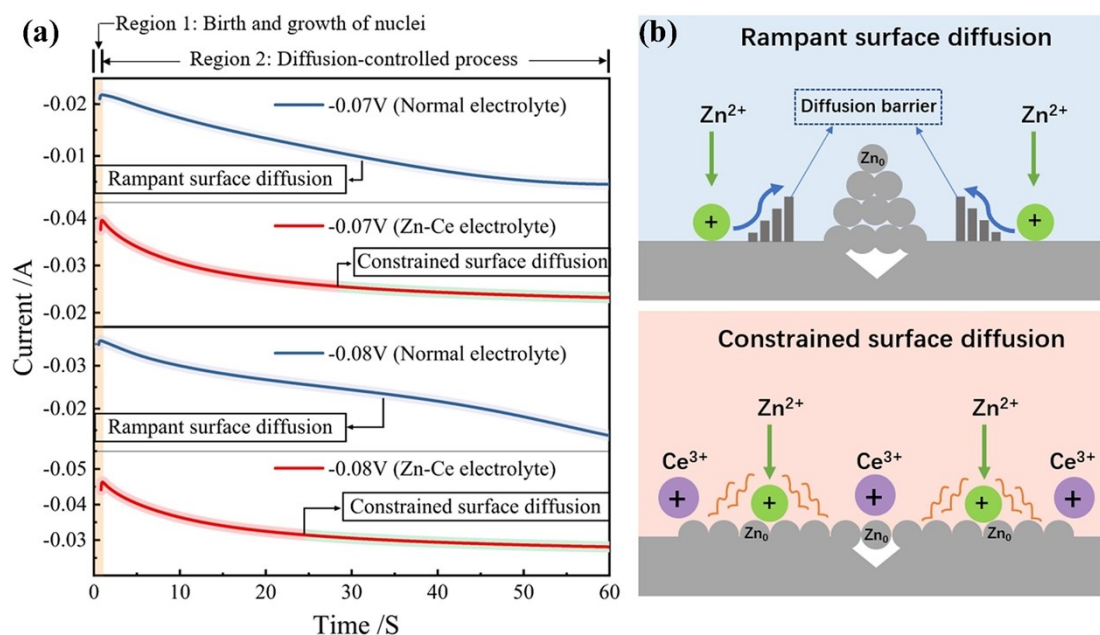 (a)
Region 1: Birth and growth of nuclei
Region 2: Diffusion-controlled process
Current /A
-0.02
-0.01
-0.07V (Normal electrolyte)
Rampant surface diffusion
-0.04
-0.03
-0.02
-0.07V (Zn-Ce electrolyte)
Constrained surface diffusion
-0.03
-0.02
-0.08V (Normal electrolyte)
Rampant surface diffusion
-0.05
-0.04
-0.03
-0.08V (Zn-Ce electrolyte)
Constrained surface diffusion
0 10 20 30 40 50 60
Time /S
(b)
Rampant surface diffusion
Zn²⁺ Diffusion barrier Zn²⁺
Zn₀
+ +
Constrained surface diffusion
Zn²⁺ Zn²⁺
Ce³⁺ Ce³⁺ Ce³⁺
+ + + + +
Zn₀ Zn₀ Zn₀